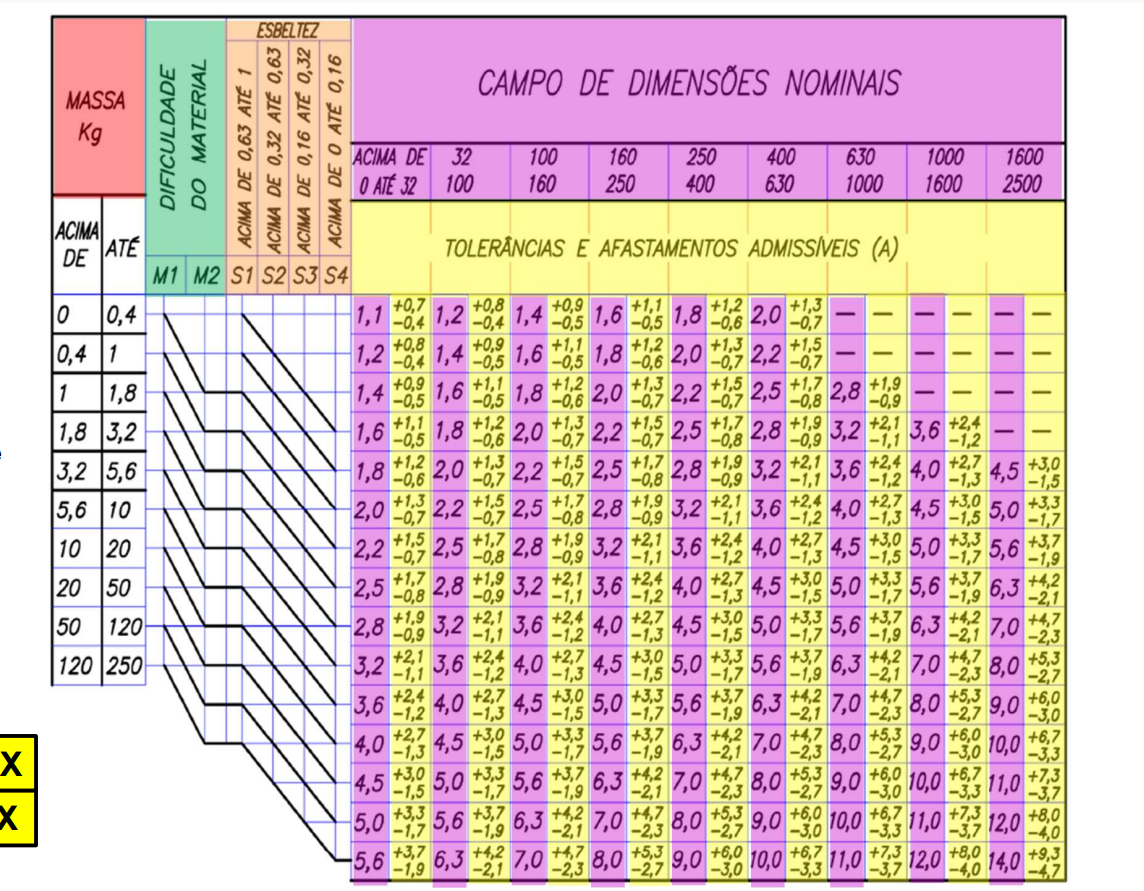 MASSA
Kg
DIFICULDADE
DO MATERIAL
ESBELTEZ
ACIMA DE 0,63 ATÉ 1
ACIMA DE 0,32 ATÉ 0,63
ACIMA DE 0,16 ATÉ 0,32
ACIMA DE 0 ATÉ 0,16
CAMPO DE DIMENSÕES NOMINAIS
ACIMA DE 32 100 160 250 400 630 1000 1600
0 ATÉ 32 100 160 250 400 630 1000 1600 2500
ACIMA DE ATÉ
M1 M2 S1 S2 S3 S4
TOLERÂNCIAS E AFASTAMENTOS ADMISSÍVEIS (A)
0 0,4 1,1 +0,7 -0,4 1,2 +0,8 -0,4 1,4 +0,9 -0,5 1,6 +1,1 -0,5 1,8 +1,2 -0,6 2,0 +1,3 -0,7 — — — — — —
0,4 1 1,2 +0,8 -0,4 1,4 +0,9 -0,5 1,6 +1,1 -0,5 1,8 +1,2 -0,6 2,0 +1,3 -0,7 2,2 +1,5 -0,7 — — — — — —
1 1,8 1,4 +0,9 -0,5 1,6 +1,1 -0,5 1,8 +1,2 -0,6 2,0 +1,3 -0,7 2,2 +1,5 -0,7 2,5 +1,7 -0,8 2,8 +1,9 -0,9 — — — —
1,8 3,2 1,6 +1,1 -0,5 1,8 +1,2 -0,6 2,0 +1,3 -0,7 2,2 +1,5 -0,7 2,5 +1,7 -0,8 2,8 +1,9 -0,9 3,2 +2,1 -1,1 3,6 +2,4 -1,2 — —
3,2 5,6 1,8 +1,2 -0,6 2,0 +1,3 -0,7 2,2 +1,5 -0,7 2,5 +1,7 -0,8 2,8 +1,9 -0,9 3,2 +2,1 -1,1 3,6 +2,4 -1,2 4,0 +2,7 -1,3 4,5 +3,0 -1,5
5,6 10 2,0 +1,3 -0,7 2,2 +1,5 -0,7 2,5 +1,7 -0,8 2,8 +1,9 -0,9 3,2 +2,1 -1,1 3,6 +2,4 -1,2 4,0 +2,7 -1,3 4,5 +3,0 -1,5 5,0 +3,3 -1,7
10 20 2,2 +1,5 -0,7 2,5 +1,7 -0,8 2,8 +1,9 -0,9 3,2 +2,1 -1,1 3,6 +2,4 -1,2 4,0 +2,7 -1,3 4,5 +3,0 -1,5 5,0 +3,3 -1,7 5,6 +3,7 -1,9
20 50 2,5 +1,7 -0,8 2,8 +1,9 -0,9 3,2 +2,1 -1,1 3,6 +2,4 -1,2 4,0 +2,7 -1,3 4,5 +3,0 -1,5 5,0 +3,3 -1,7 5,6 +3,7 -1,9 6,3 +4,2 -2,1
50 120 2,8 +1,9 -0,9 3,2 +2,1 -1,1 3,6 +2,4 -1,2 4,0 +2,7 -1,3 4,5 +3,0 -1,5 5,0 +3,3 -1,7 5,6 +3,7 -1,9 6,3 +4,2 -2,1 7,0 +4,7 -2,3
120 250 3,2 +2,1 -1,1 3,6 +2,4 -1,2 4,0 +2,7 -1,3 4,5 +3,0 -1,5 5,0 +3,3 -1,7 5,6 +3,7 -1,9 6,3 +4,2 -2,1 7,0 +4,7 -2,3 8,0 +5,3 -2,7
3,6 +2,4 -1,2 4,0 +2,7 -1,3 4,5 +3,0 -1,5 5,0 +3,3 -1,7 5,6 +3,7 -1,9 6,3 +4,2 -2,1 7,0 +4,7 -2,3 8,0 +5,3 -2,7 9,0 +6,0 -3,0
X 4,0 +2,7 -1,3 4,5 +3,0 -1,5 5,0 +3,3 -1,7 5,6 +3,7 -1,9 6,3 +4,2 -2,1 7,0 +4,7 -2,3 8,0 +5,3 -2,7 9,0 +6,0 -3,0 10,0 +6,7 -3,3
4,5 +3,0 -1,5 5,0 +3,3 -1,7 5,6 +3,7 -1,9 6,3 +4,2 -2,1 7,0 +4,7 -2,3 8,0 +5,3 -2,7 9,0 +6,0 -3,0 10,0 +6,7 -3,3 11,0 +7,3 -3,7
X 5,0 +3,3 -1,7 5,6 +3,7 -1,9 6,3 +4,2 -2,1 7,0 +4,7 -2,3 8,0 +5,3 -2,7 9,0 +6,0 -3,0 10,0 +6,7 -3,3 11,0 +7,3 -3,7 12,0 +8,0 -4,0
5,6 +3,7 -1,9 6,3 +4,2 -2,1 7,0 +4,7 -2,3 8,0 +5,3 -2,7 9,0 +6,0 -3,0 10,0 +6,7 -3,3 11,0 +7,3 -3,7 12,0 +8,0 -4,0 14,0 +9,3 -4,7